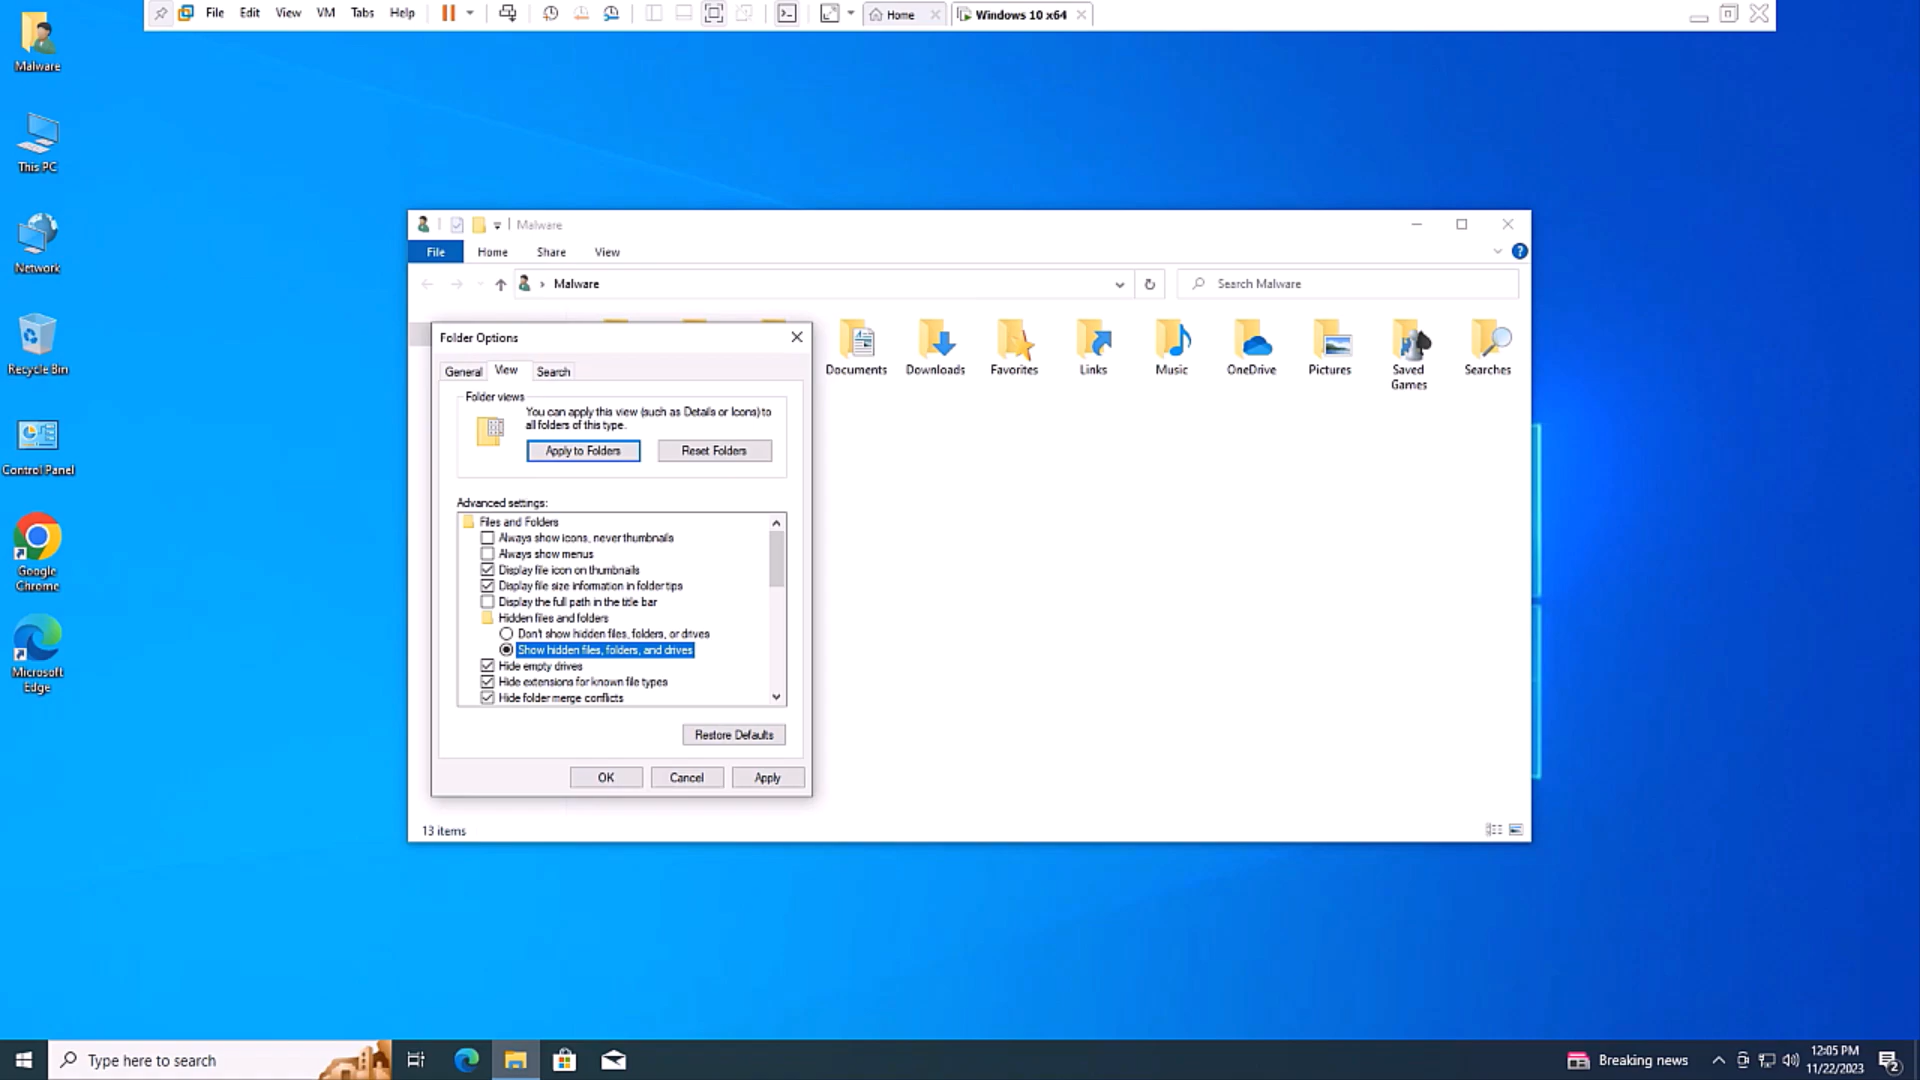 File Edit View VM Tabs Help
Home
Windows 10 x64
Malware
This PC
Network
Recycle Bin
Control Panel
Google
Chrome
Microsoft
Edge
Malware
File Home Share View
Malware
Search Malware
Documents
Downloads
Favorites
Links
Music
OneDrive
Pictures
Saved
Games
Searches
Folder Options
General View Search
Folder views
You can apply this view (such as Details or Icons) to
all folders of this type.
Apply to Folders
Reset Folders
Advanced settings:
Files and Folders
Always show icons, never thumbnails
Always show menus
Display file icon on thumbnails
Display file size information in folder tips
Display the full path in the title bar
Hidden files and folders
Don't show hidden files, folders, or drives
Show hidden files, folders, and drives
Hide empty drives
Hide extensions for known file types
Hide folder merge conflicts
Restore Defaults
OK
Cancel
Apply
13 items
Type here to search
Breaking news
12:05 PM
11/22/2023
2